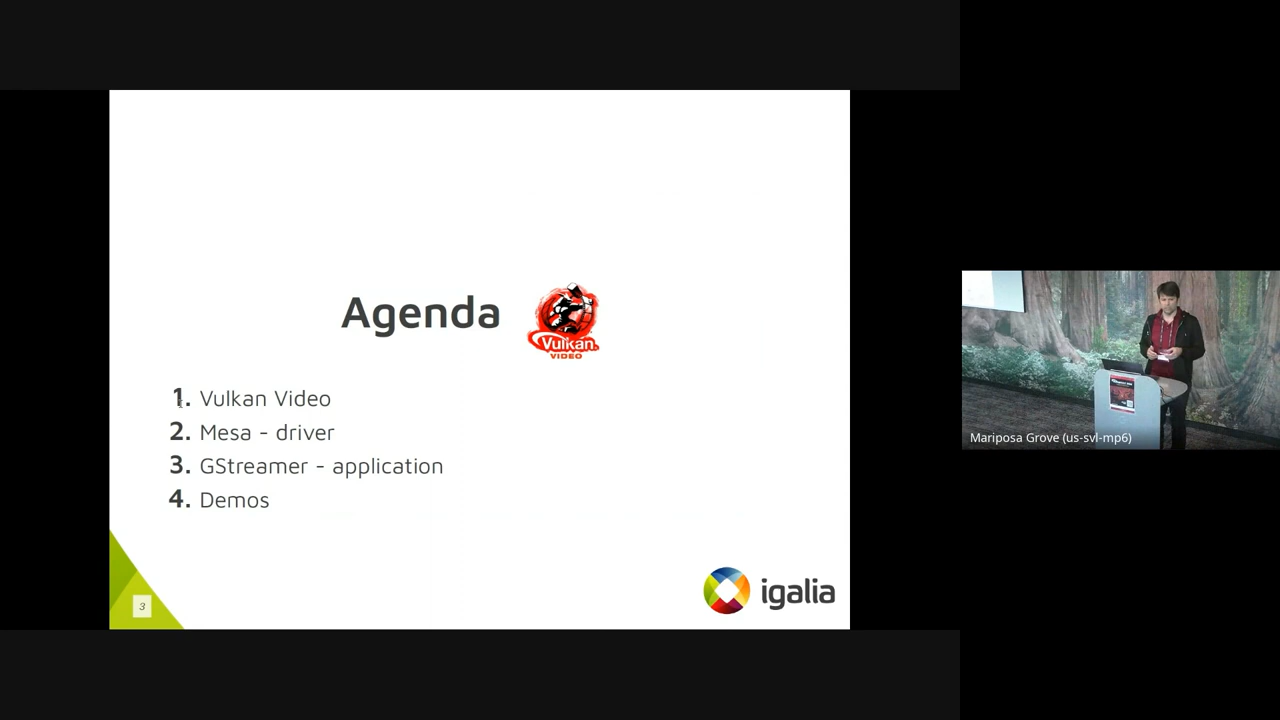 Agenda
Vulkan.
VIDEO
1. Vulkan Video
2. Mesa - driver
3. GStreamer - application
4. Demos
3
igalia
Mariposa Grove (us-svl-mp6)